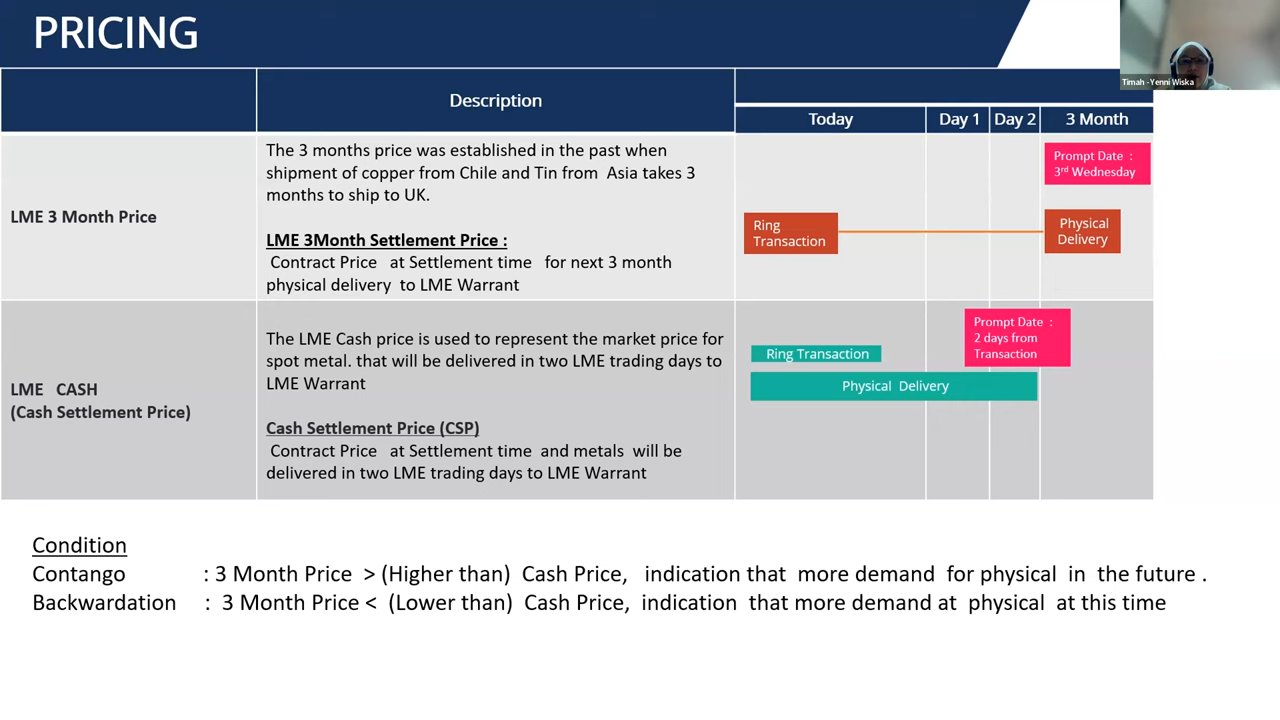 PRICING
Timah - Yenni Wiska
Description
Today
Day 1
Day 2
3 Month
LME 3 Month Price
The 3 months price was established in the past when
shipment of copper from Chile and Tin from Asia takes 3
months to ship to UK.
LME 3Month Settlement Price :
Contract Price at Settlement time for next 3 month
physical delivery to LME Warrant
Prompt Date :
3rd Wednesday
Ring
Transaction
Physical
Delivery
LME CASH
(Cash Settlement Price)
The LME Cash price is used to represent the market price for
spot metal. that will be delivered in two LME trading days to
LME Warrant
Cash Settlement Price (CSP)
Contract Price at Settlement time and metals will be
delivered in two LME trading days to LME Warrant
Prompt Date :
2 days from
Transaction
Ring Transaction
Physical Delivery
Condition
Contango : 3 Month Price > (Higher than) Cash Price, indication that more demand for physical in the future .
Backwardation : 3 Month Price < (Lower than) Cash Price, indication that more demand at physical at this time